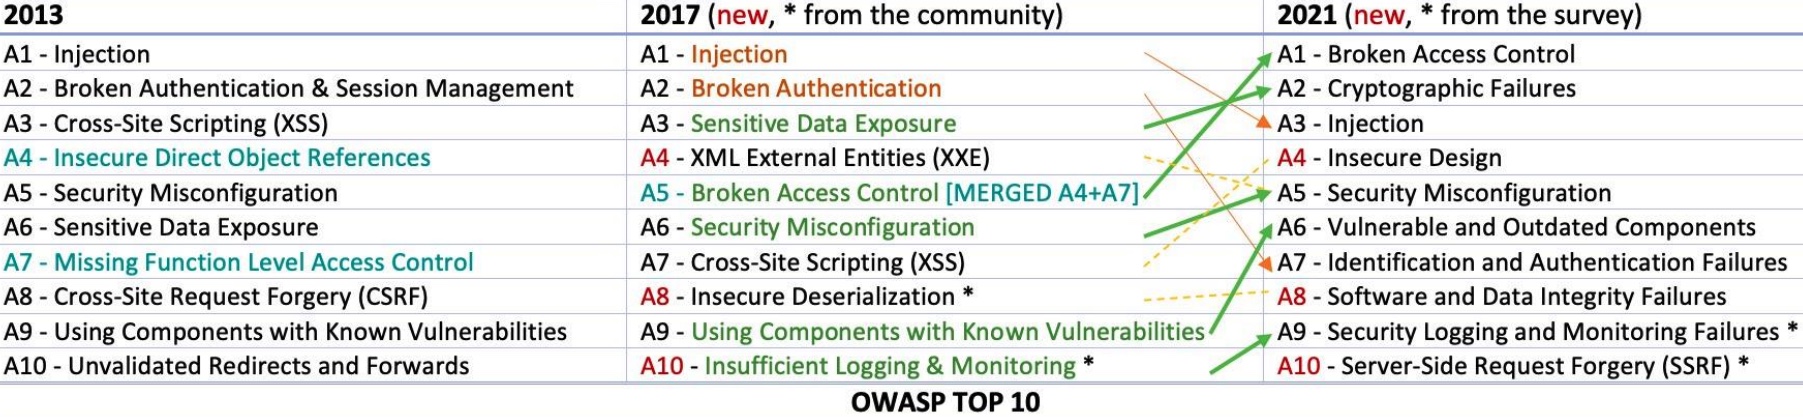 2013 2017 (new, * from the community) 2021 (new, * from the survey)
A1 - Injection A1 - Injection A1 - Broken Access Control
A2 - Broken Authentication & Session Management A2 - Broken Authentication A2 - Cryptographic Failures
A3 - Cross-Site Scripting (XSS) A3 - Sensitive Data Exposure A3 - Injection
A4 - Insecure Direct Object References A4 - XML External Entities (XXE) A4 - Insecure Design
A5 - Security Misconfiguration A5 - Broken Access Control [MERGED A4+A7] A5 - Security Misconfiguration
A6 - Sensitive Data Exposure A6 - Security Misconfiguration A6 - Vulnerable and Outdated Components
A7 - Missing Function Level Access Control A7 - Cross-Site Scripting (XSS) A7 - Identification and Authentication Failures
A8 - Cross-Site Request Forgery (CSRF) A8 - Insecure Deserialization * A8 - Software and Data Integrity Failures
A9 - Using Components with Known Vulnerabilities A9 - Using Components with Known Vulnerabilities A9 - Security Logging and Monitoring Failures *
A10 - Unvalidated Redirects and Forwards A10 - Insufficient Logging & Monitoring * A10 - Server-Side Request Forgery (SSRF) *
OWASP TOP 10